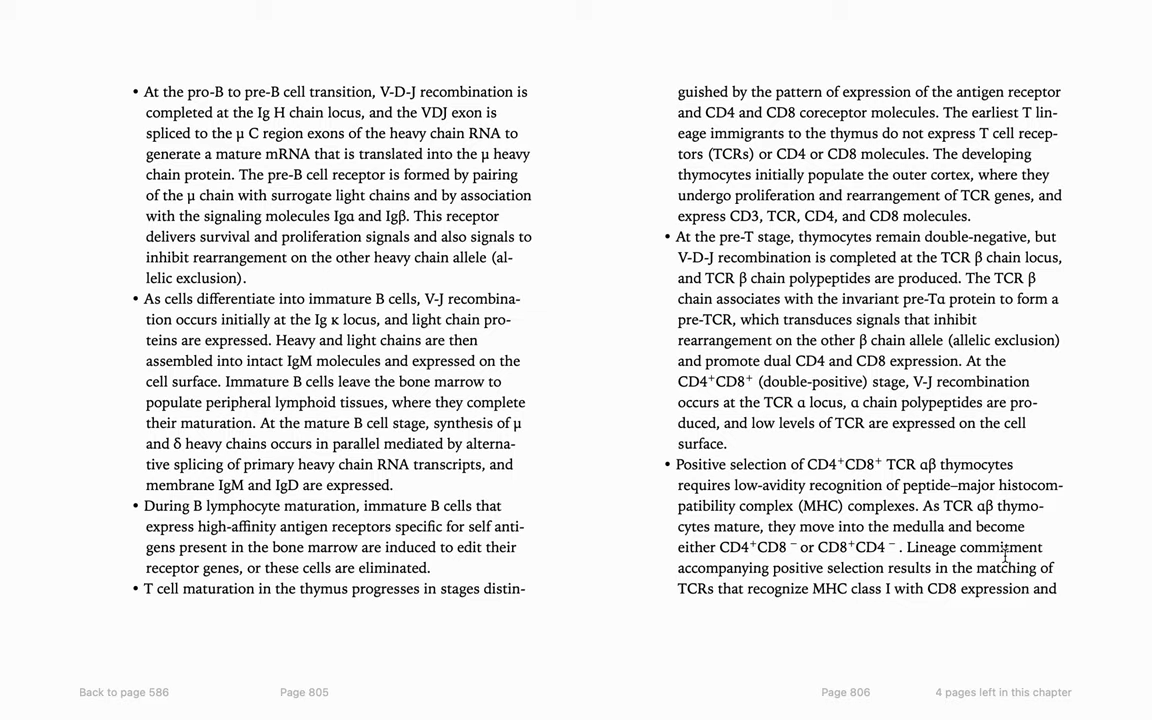 • At the pro-B to pre-B cell transition, V-D-J recombination is
completed at the Ig H chain locus, and the VDJ exon is
spliced to the μ C region exons of the heavy chain RNA to
generate a mature mRNA that is translated into the μ heavy
chain protein. The pre-B cell receptor is formed by pairing
of the μ chain with surrogate light chains and by association
with the signaling molecules Igα and Igβ. This receptor
delivers survival and proliferation signals and also signals to
inhibit rearrangement on the other heavy chain allele (al-
lelic exclusion).
• As cells differentiate into immature B cells, V-J recombina-
tion occurs initially at the Ig κ locus, and light chain pro-
teins are expressed. Heavy and light chains are then
assembled into intact IgM molecules and expressed on the
cell surface. Immature B cells leave the bone marrow to
populate peripheral lymphoid tissues, where they complete
their maturation. At the mature B cell stage, synthesis of μ
and δ heavy chains occurs in parallel mediated by alterna-
tive splicing of primary heavy chain RNA transcripts, and
membrane IgM and IgD are expressed.
• During B lymphocyte maturation, immature B cells that
express high-affinity antigen receptors specific for self anti-
gens present in the bone marrow are induced to edit their
receptor genes, or these cells are eliminated.
• T cell maturation in the thymus progresses in stages distin-
guished by the pattern of expression of the antigen receptor
and CD4 and CD8 coreceptor molecules. The earliest T lin-
eage immigrants to the thymus do not express T cell recep-
tors (TCRs) or CD4 or CD8 molecules. The developing
thymocytes initially populate the outer cortex, where they
undergo proliferation and rearrangement of TCR genes, and
express CD3, TCR, CD4, and CD8 molecules.
• At the pre-T stage, thymocytes remain double-negative, but
V-D-J recombination is completed at the TCR β chain locus,
and TCR β chain polypeptides are produced. The TCR β
chain associates with the invariant pre-Tα protein to form a
pre-TCR, which transduces signals that inhibit
rearrangement on the other β chain allele (allelic exclusion)
and promote dual CD4 and CD8 expression. At the
CD4⁺CD8⁺ (double-positive) stage, V-J recombination
occurs at the TCR α locus, α chain polypeptides are pro-
duced, and low levels of TCR are expressed on the cell
surface.
• Positive selection of CD4⁺CD8⁺ TCR αβ thymocytes
requires low-avidity recognition of peptide–major histocom-
patibility complex (MHC) complexes. As TCR αβ thymo-
cytes mature, they move into the medulla and become
either CD4⁺CD8 ⁻ or CD8⁺CD4 ⁻ . Lineage commitment
accompanying positive selection results in the matching of
TCRs that recognize MHC class I with CD8 expression and
Back to page 586
Page 805
Page 806
4 pages left in this chapter